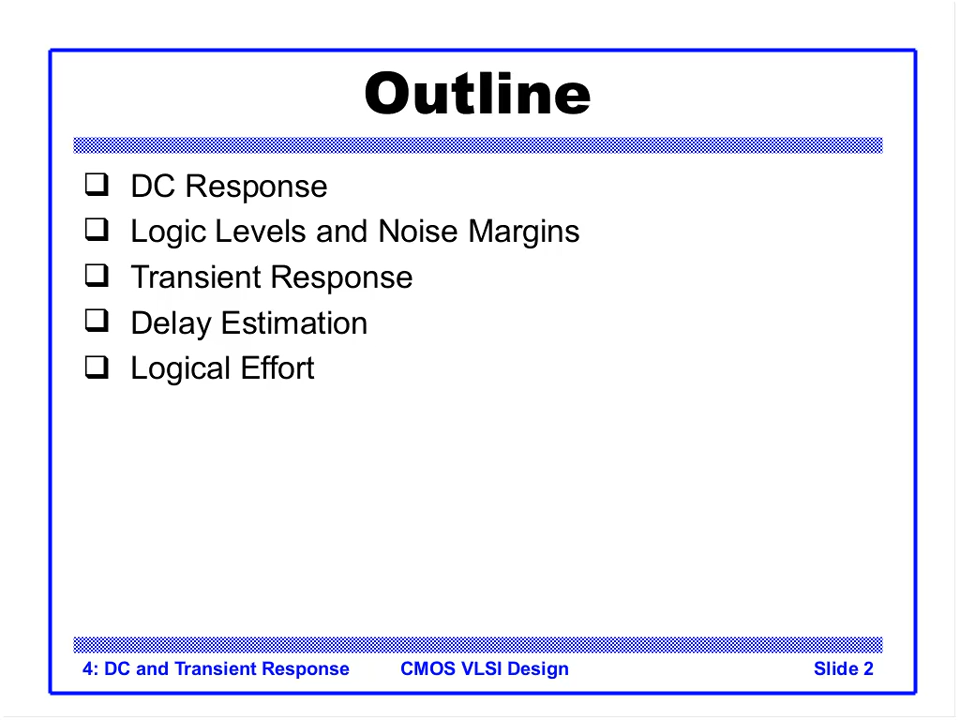 Outline
❑ DC Response
❑ Logic Levels and Noise Margins
❑ Transient Response
❑ Delay Estimation
❑ Logical Effort
4: DC and Transient Response CMOS VLSI Design Slide 2